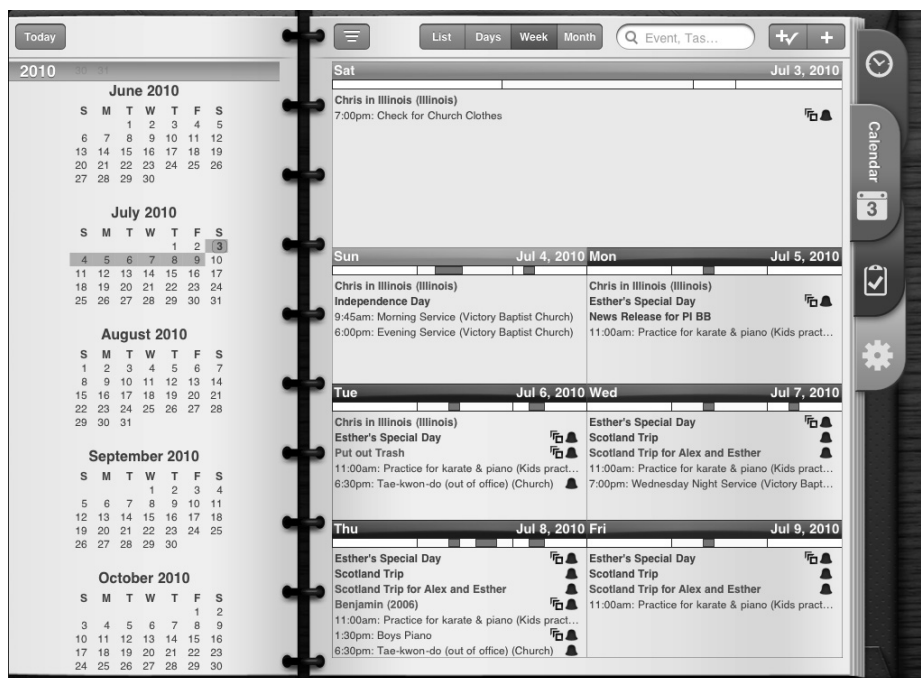 Today
List Days Week Month
Event, Tas...
2010
30 31
June 2010
S M T W T F S
1 2 3 4 5
6 7 8 9 10 11 12
13 14 15 16 17 18 19
20 21 22 23 24 25 26
27 28 29 30
July 2010
S M T W T F S
1 2 3
4 5 6 7 8 9 10
11 12 13 14 15 16 17
18 19 20 21 22 23 24
25 26 27 28 29 30 31
August 2010
S M T W T F S
1 2 3 4 5 6 7
8 9 10 11 12 13 14
15 16 17 18 19 20 21
22 23 24 25 26 27 28
29 30 31
September 2010
S M T W T F S
1 2 3 4
5 6 7 8 9 10 11
12 13 14 15 16 17 18
19 20 21 22 23 24 25
26 27 28 29 30
October 2010
S M T W T F S
1 2
3 4 5 6 7 8 9
10 11 12 13 14 15 16
17 18 19 20 21 22 23
24 25 26 27 28 29 30
Sat Jul 3, 2010
Chris in Illinois (Illinois)
7:00pm: Check for Church Clothes
Sun Jul 4, 2010
Chris in Illinois (Illinois)
Independence Day
9:45am: Morning Service (Victory Baptist Church)
6:00pm: Evening Service (Victory Baptist Church)
Mon Jul 5, 2010
Chris in Illinois (Illinois)
Esther's Special Day
News Release for PI BB
11:00am: Practice for karate & piano (Kids pract...
Tue Jul 6, 2010
Chris in Illinois (Illinois)
Esther's Special Day
Put out Trash
11:00am: Practice for karate & piano (Kids pract...
6:30pm: Tae-kwon-do (out of office) (Church)
Wed Jul 7, 2010
Esther's Special Day
Scotland Trip
Scotland Trip for Alex and Esther
11:00am: Practice for karate & piano (Kids pract...
7:00pm: Wednesday Night Service (Victory Bapt...
Thu Jul 8, 2010
Esther's Special Day
Scotland Trip
Scotland Trip for Alex and Esther
Benjamin (2006)
11:00am: Practice for karate & piano (Kids pract...
1:30pm: Boys Piano
6:30pm: Tae-kwon-do (out of office) (Church)
Fri Jul 9, 2010
Esther's Special Day
Scotland Trip
Scotland Trip for Alex and Esther
11:00am: Practice for karate & piano (Kids pract...
Calendar
3